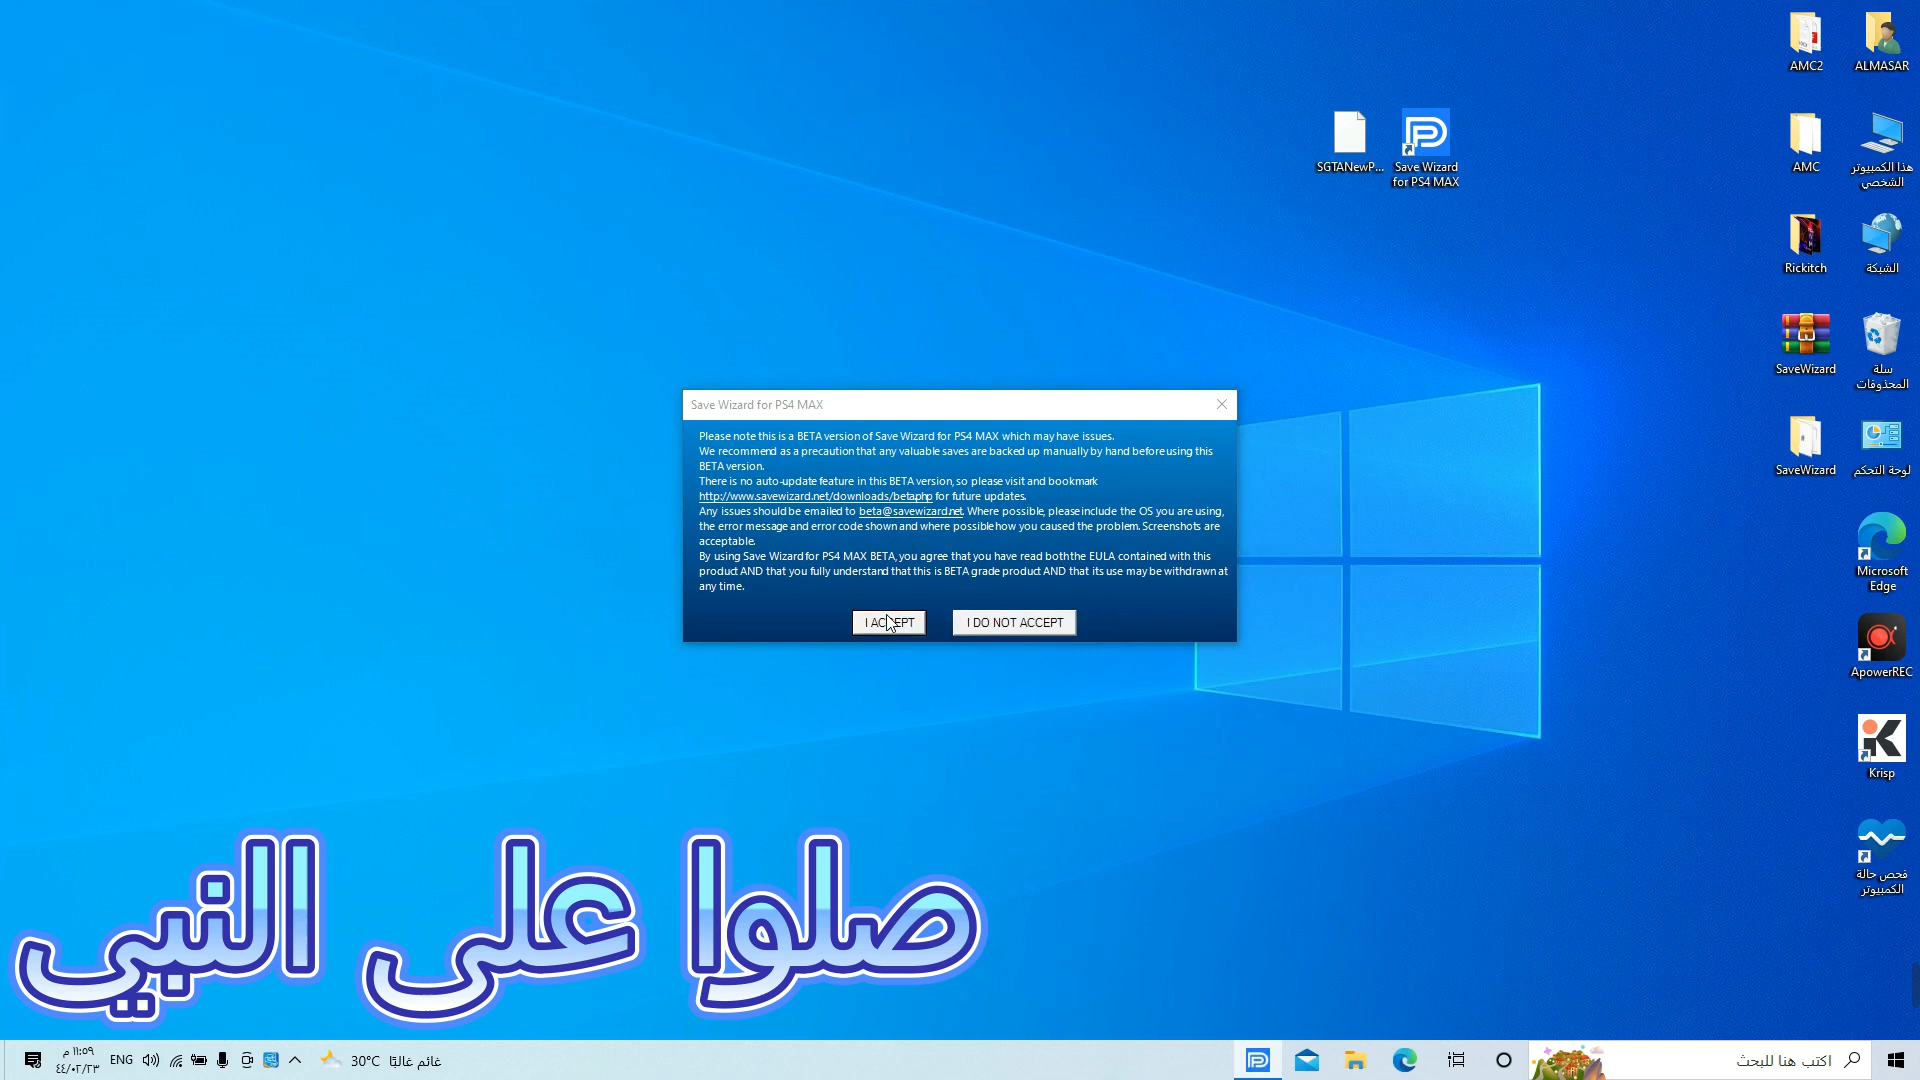 AMC2
ALMASAR
SGTANewP...
Save Wizard
for PS4 MAX
AMC
هذا الكمبيوتر
الشخصي
Rickitch
الشبكة
SaveWizard
سلة
المحذوفات
SaveWizard
لوحة التحكم
Microsoft
Edge
ApowerREC
Krisp
فحص حالة
الكمبيوتر
Save Wizard for PS4 MAX
Please note this is a BETA version of Save Wizard for PS4 MAX which may have issues.
We recommend as a precaution that any valuable saves are backed up manually by hand before using this
BETA version.
There is no auto-update feature in this BETA version, so please visit and bookmark
http://www.savewizard.net/downloads/beta.php for future updates.
Any issues should be emailed to beta@savewizard.net. Where possible, please include the OS you are using,
the error message and error code shown and where possible how you caused the problem. Screenshots are
acceptable.
By using Save Wizard for PS4 MAX BETA, you agree that you have read both the EULA contained with this
product AND that you fully understand that this is BETA grade product AND that its use may be withdrawn at
any time.
I ACCEPT
I DO NOT ACCEPT
صلوا على النبي
١١:٥٩ م
٤٤/٠٢/٢٣
ENG
30°C غائم غالبًا
اكتب هنا للبحث